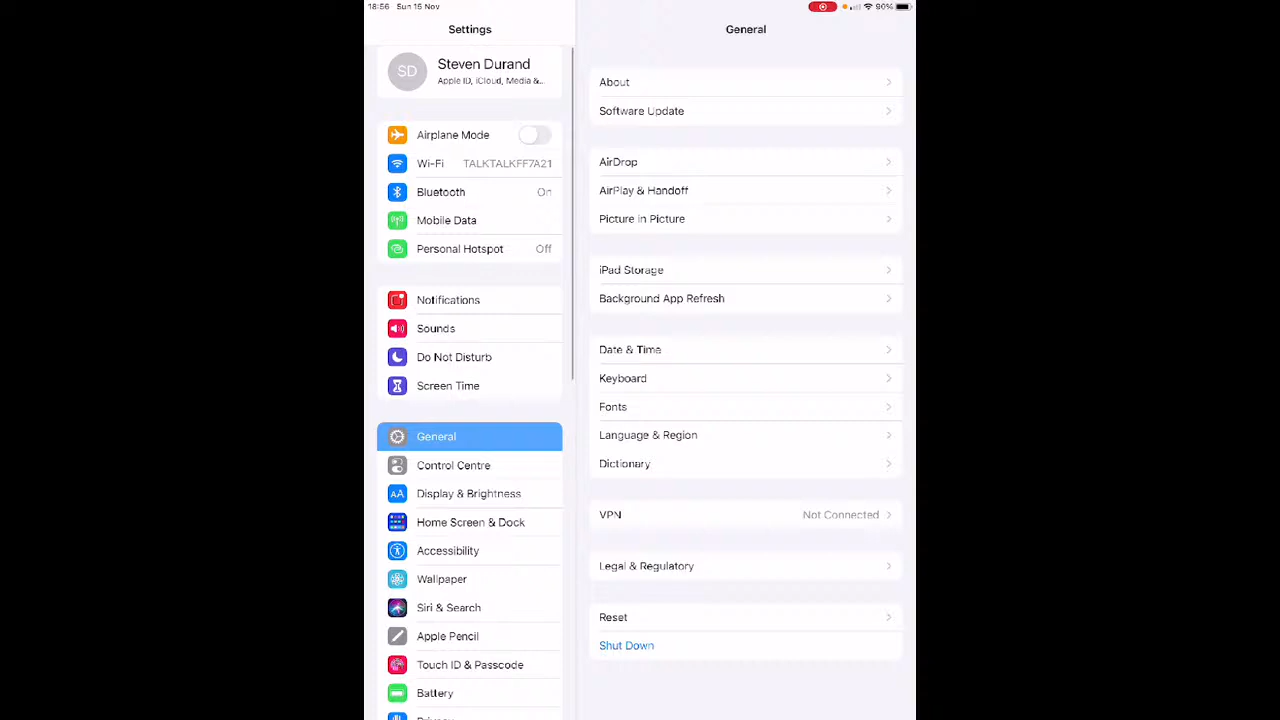 18:56 Sun 15 Nov
90%
Settings
SD
Steven Durand
Apple ID, iCloud, Media &...
Airplane Mode
Wi-Fi TALKTALKFF7A21
Bluetooth On
Mobile Data
Personal Hotspot Off
Notifications
Sounds
Do Not Disturb
Screen Time
General
Control Centre
AA Display & Brightness
Home Screen & Dock
Accessibility
Wallpaper
Siri & Search
Apple Pencil
Touch ID & Passcode
Battery
Privacy
General
About
Software Update
AirDrop
AirPlay & Handoff
Picture in Picture
iPad Storage
Background App Refresh
Date & Time
Keyboard
Fonts
Language & Region
Dictionary
VPN Not Connected
Legal & Regulatory
Reset
Shut Down